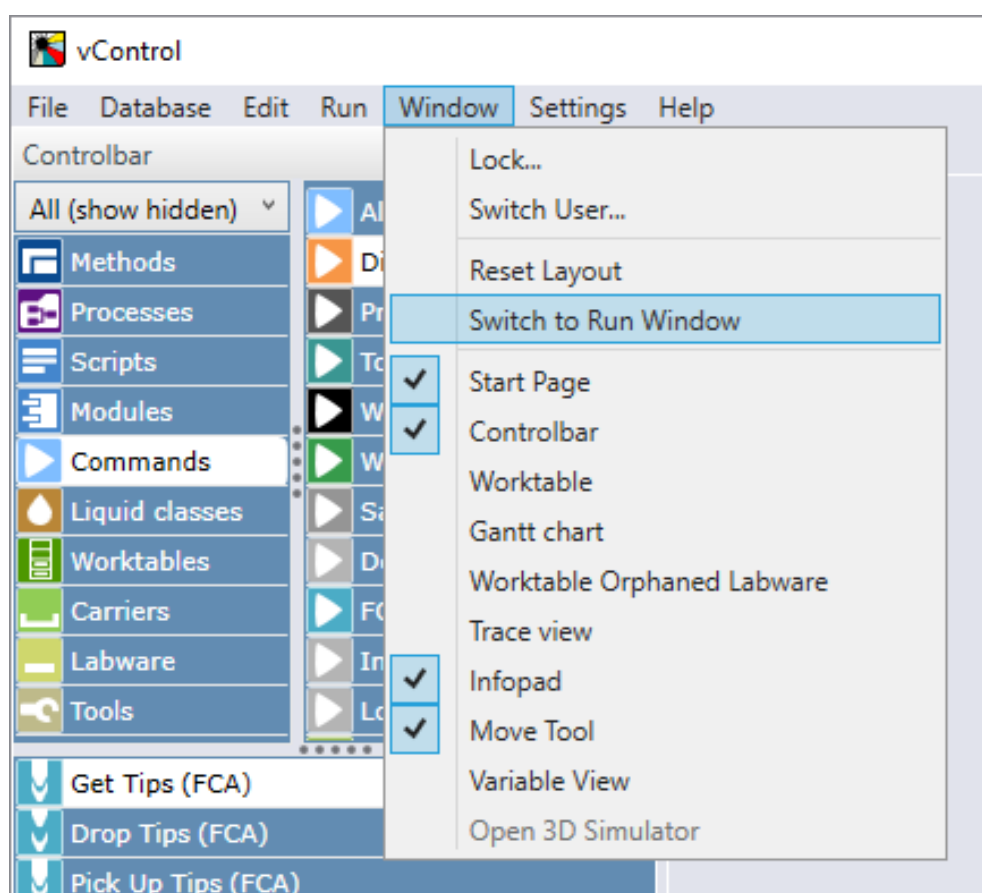 vControl
File Database Edit Run Window Settings Help
Controlbar
All (show hidden)
Methods
Processes
Scripts
Modules
Commands
Liquid classes
Worktables
Carriers
Labware
Tools
Lock...
Switch User...
Reset Layout
Switch to Run Window
Start Page
Controlbar
Worktable
Gantt chart
Worktable Orphaned Labware
Trace view
Infopad
Move Tool
Variable View
Open 3D Simulator
Get Tips (FCA)
Drop Tips (FCA)
Pick Up Tips (FCA)